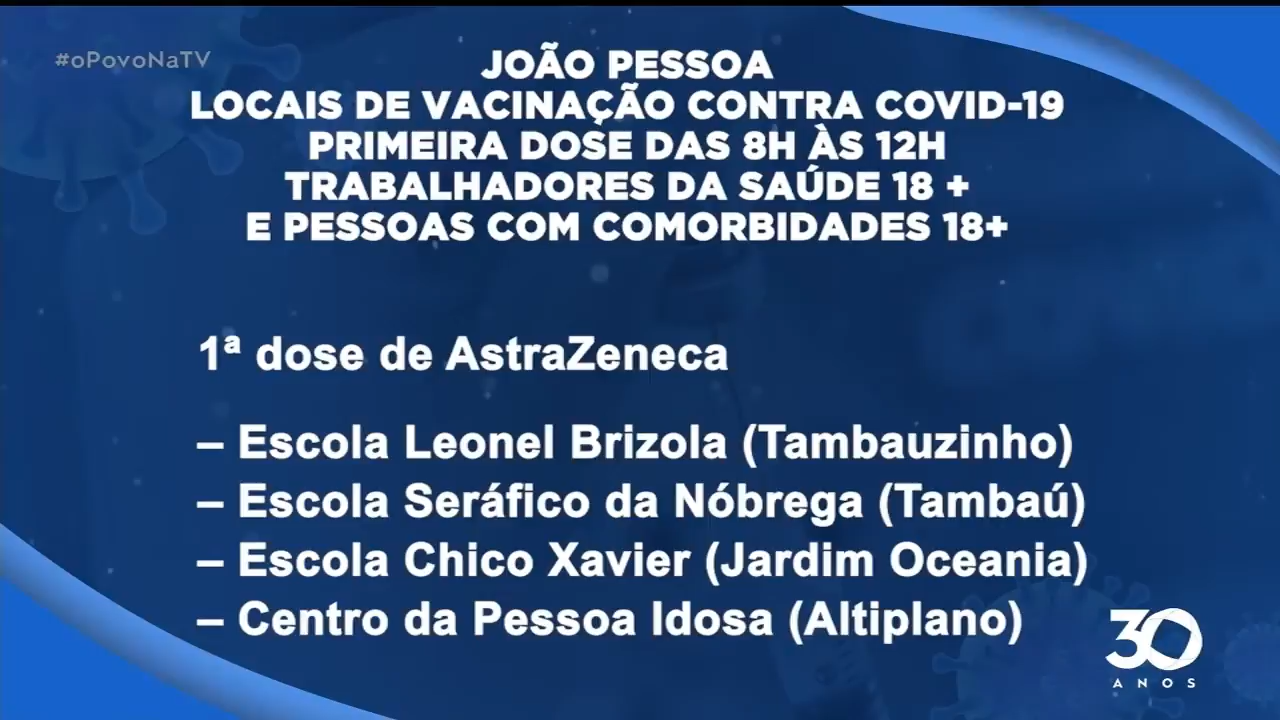 #oPovoNaTV
JOÃO PESSOA
LOCAIS DE VACINAÇÃO CONTRA COVID-19
PRIMEIRA DOSE DAS 8H ÀS 12H
TRABALHADORES DA SAÚDE 18 +
E PESSOAS COM COMORBIDADES 18+
1ª dose de AstraZeneca
– Escola Leonel Brizola (Tambauzinho)
– Escola Seráfico da Nóbrega (Tambaú)
– Escola Chico Xavier (Jardim Oceania)
– Centro da Pessoa Idosa (Altiplano)
30
ANOS